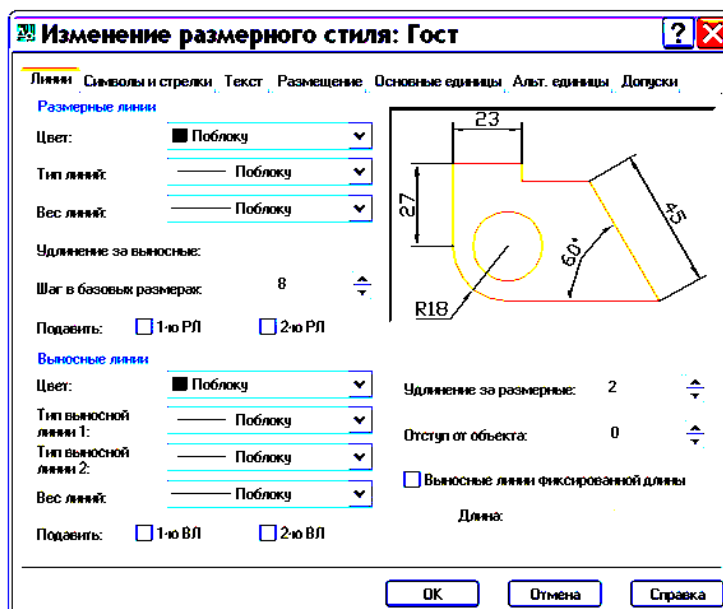 Изменение размерного стиля: Гост
Линии Символы и стрелки Текст Размещение Основные единицы Альт. единицы Допуски
Размерные линии
Цвет: Поблоку
Тип линий: Поблоку
Вес линий: Поблоку
Удлинение за выносные:
Шаг в базовых размерах: 8
Подавить: 1-ю РЛ 2-ю РЛ
23
27
45
60°
R18
Выносные линии
Цвет: Поблоку
Тип выносной
линии 1: Поблоку
Тип выносной
линии 2: Поблоку
Вес линий: Поблоку
Подавить: 1-ю ВЛ 2-ю ВЛ
Удлинение за размерные: 2
Отступ от объекта: 0
Выносные линии фиксированной длины
Длина:
OK Отмена Справка